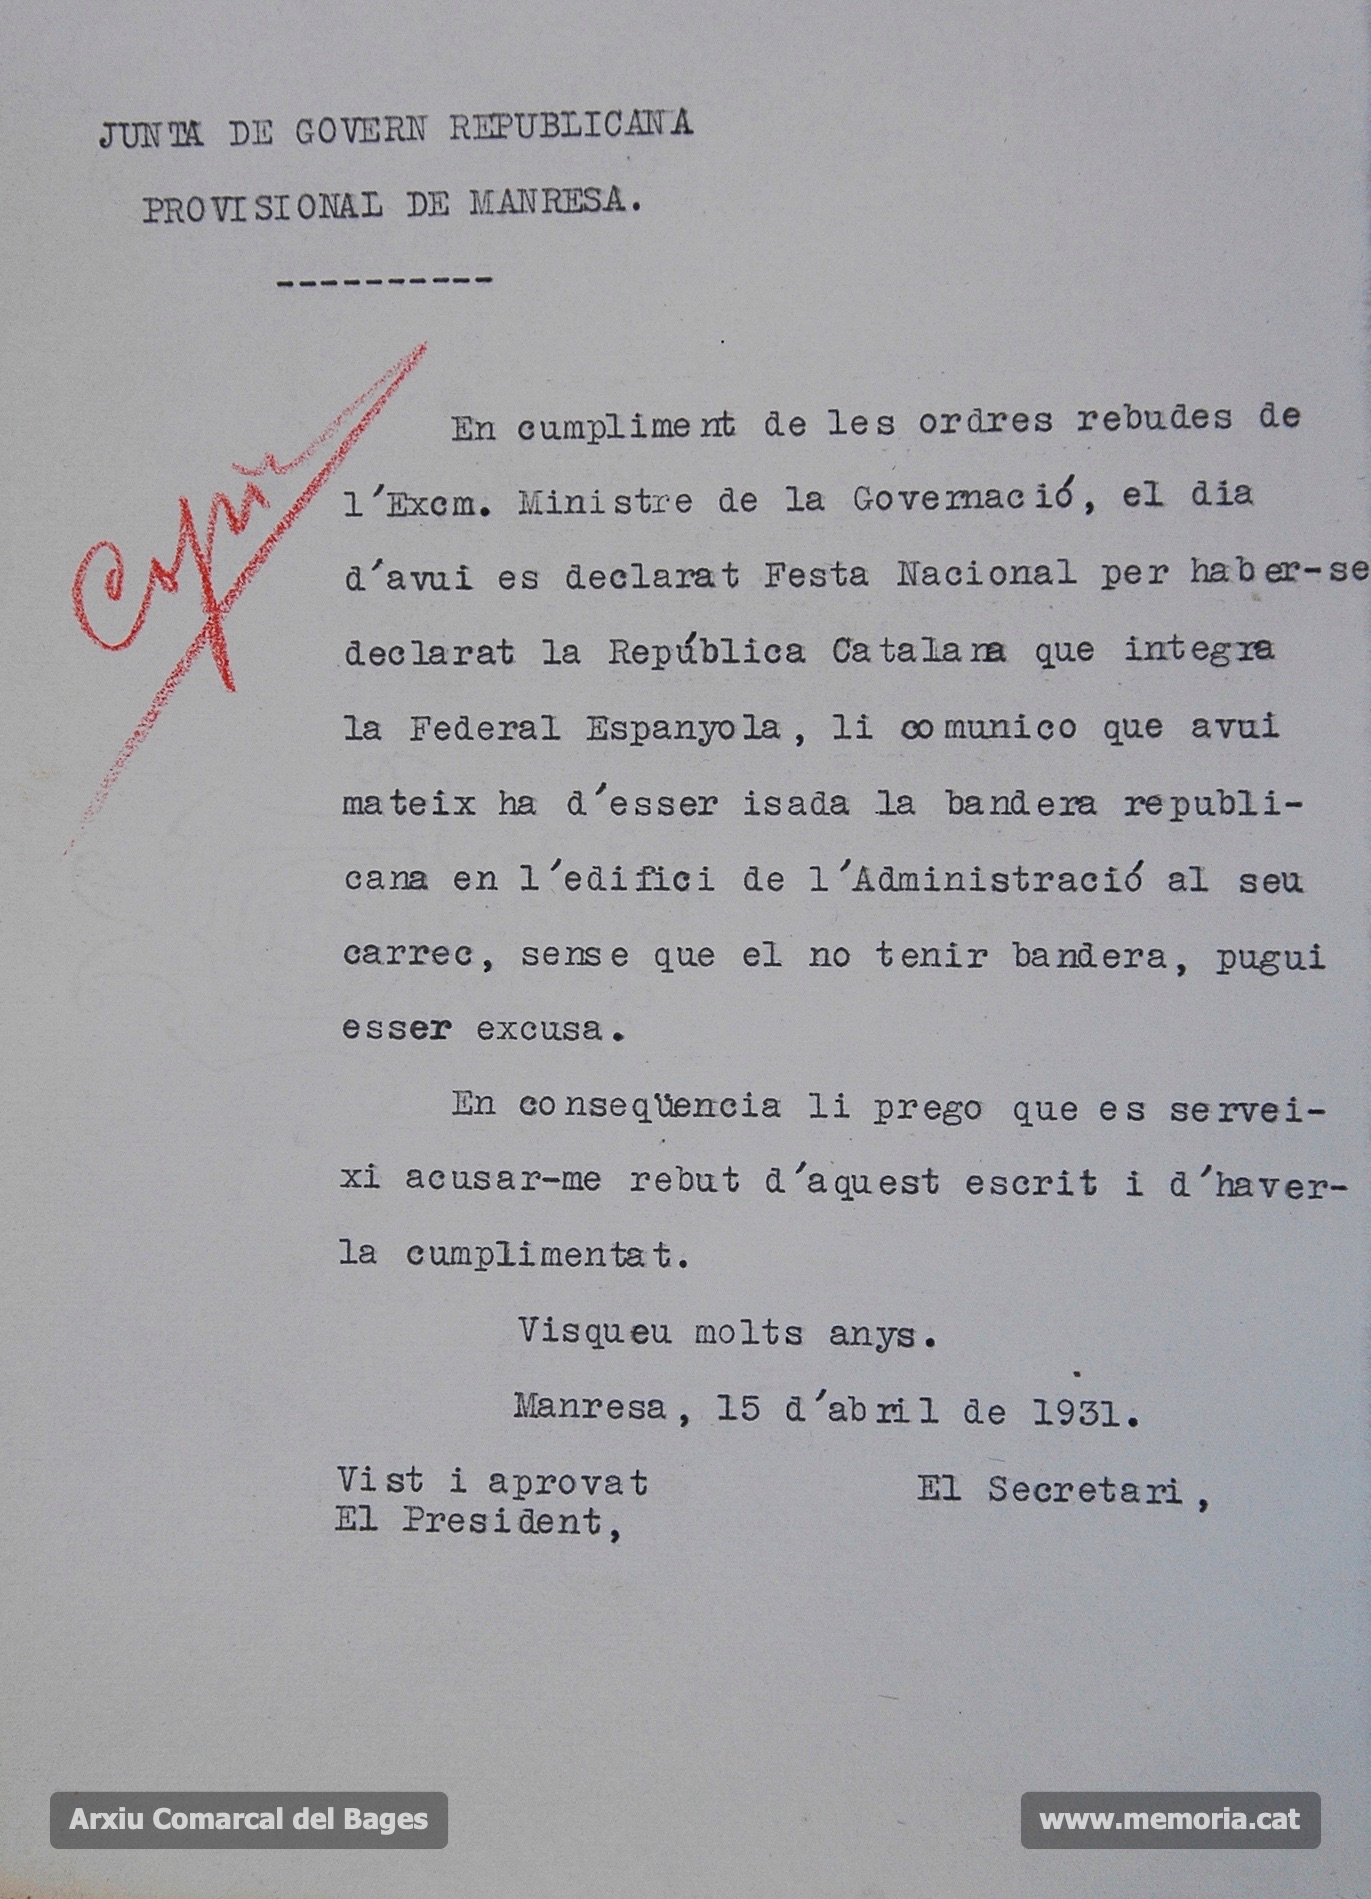 JUNTA DE GOVERN REPUBLICANA
PROVISIONAL DE MANRESA.
----------
Copia
En cumpliment de les ordres rebudes de
l'Excm. Ministre de la Governació, el dia
d'avui es declarat Festa Nacional per haber-se
declarat la República Catalana que integra
la Federal Espanyola, li comunico que avui
mateix ha d'esser isada la bandera republi-
cana en l'edifici de l'Administració al seu
carrec, sense que el no tenir bandera, pugui
esser excusa.
En conseqüencia li prego que es servei-
xi acusar-me rebut d'aquest escrit i d'haver-
la cumplimentat.
Visqueu molts anys.
Manresa, 15 d'abril de 1931.
Vist i aprovat
El President,
El Secretari,
Arxiu Comarcal del Bages
www.memoria.cat